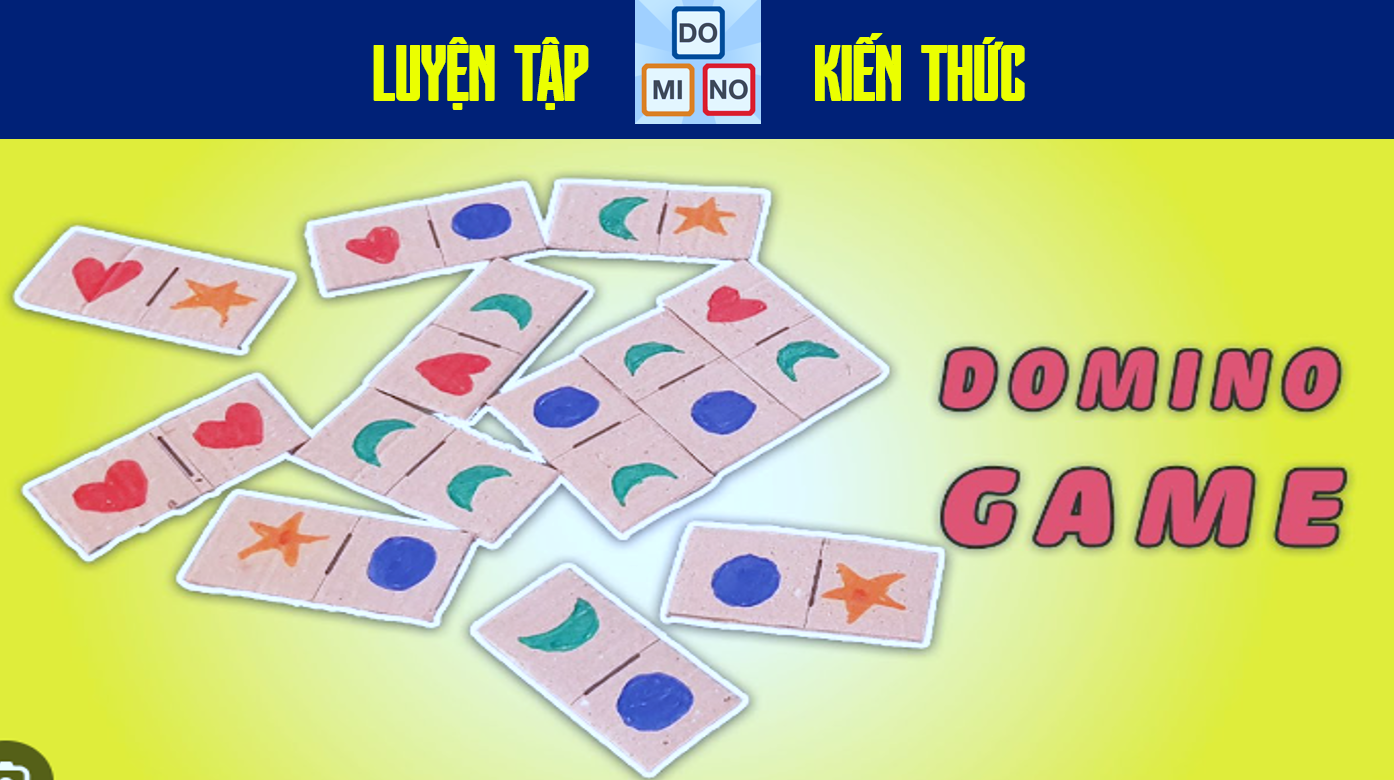 LUYỆN TẬP
DO
MI NO
KIẾN THỨC
DOMINO
GAME